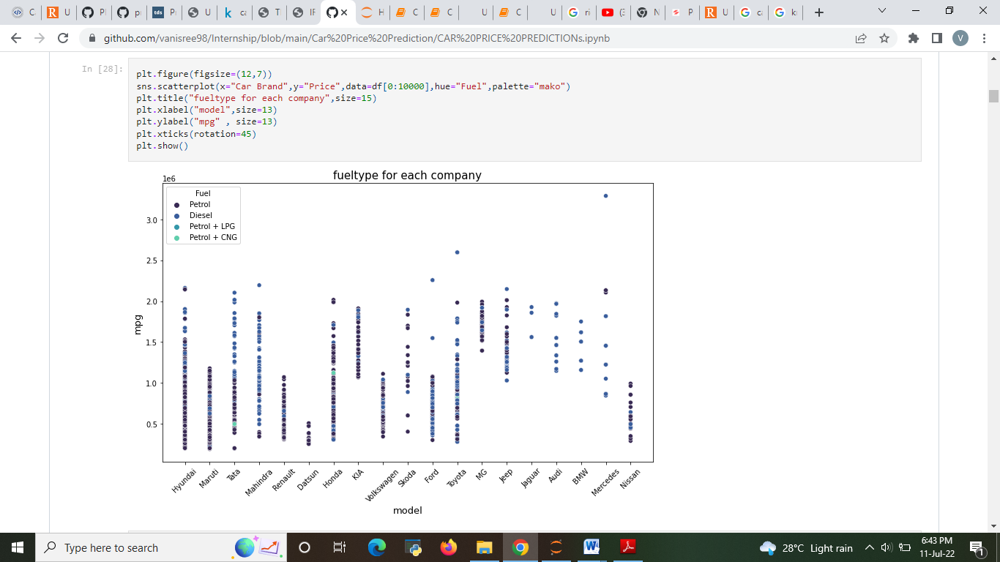 C
U
Pl
pr
tds
Pr
U
k
ca
T
IF
H
C
C
U
C
U
G
ri
(3
N
P
U
G
ca
G
k
github.com/vanisree98/Internship/blob/main/Car%20Price%20Prediction/CAR%20PRICE%20PREDICTIONs.ipynb
V
In [28]:
plt.figure(figsize=(12,7))
sns.scatterplot(x="Car Brand",y="Price",data=df[0:10000],hue="Fuel",palette="mako")
plt.title("fueltype for each company",size=15)
plt.xlabel("model",size=13)
plt.ylabel("mpg" , size=13)
plt.xticks(rotation=45)
plt.show()
fueltype for each company
1e6
Fuel
Petrol
Diesel
Petrol + LPG
Petrol + CNG
3.0
2.5
2.0
1.5
1.0
0.5
mpg
Hyundai
Maruti
Tata
Mahindra
Renault
Datsun
Honda
KIA
Volkswagen
Skoda
Ford
Toyota
MG
Jeep
Jaguar
Audi
BMW
Mercedes
Nissan
model
Type here to search
28°C Light rain
6:43 PM
11-Jul-22
1